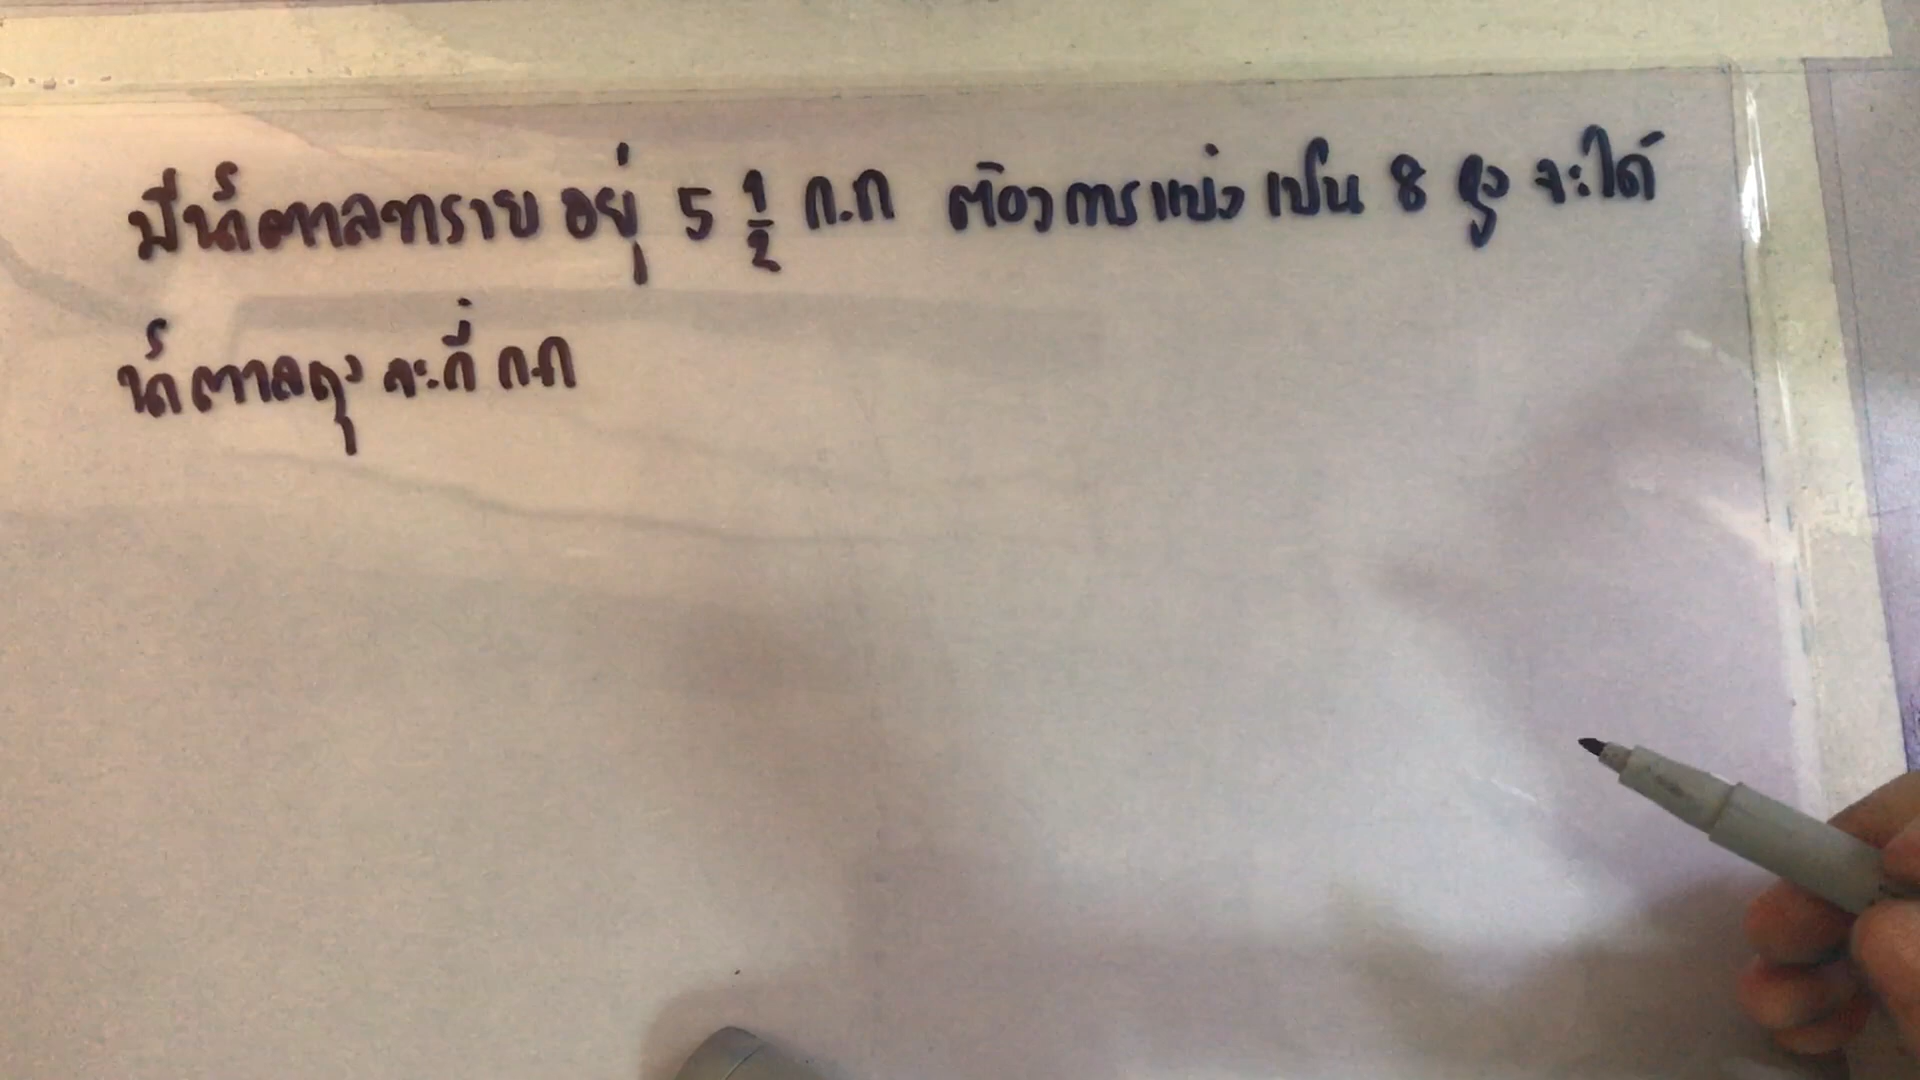 มีน้ำตาลทรายอยู่ 5 1/2 ก.ก ต้องการแบ่งเป็น 8 ถุง จะได้
น้ำตาลถุงละกี่ ก.ก